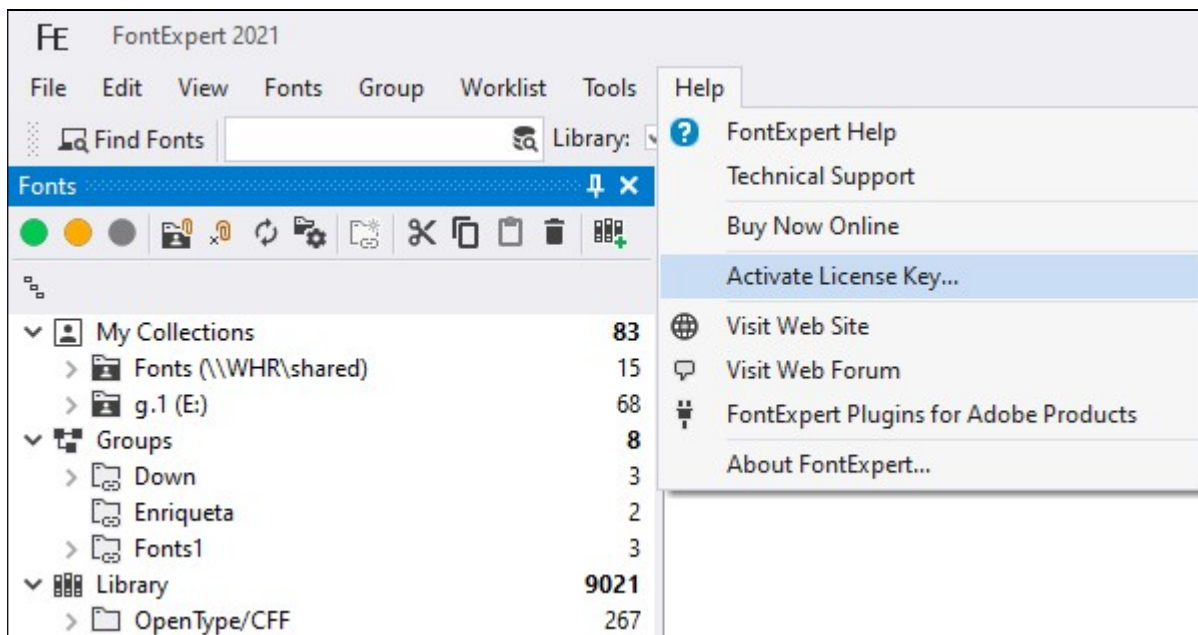 FE FontExpert 2021
File Edit View Fonts Group Worklist Tools Help
Find Fonts Library:
Fonts
My Collections 83
Fonts (\\WHR\shared) 15
g.1 (E:) 68
Groups 8
Down 3
Enriqueta 2
Fonts1 3
Library 9021
OpenType/CFF 267
FontExpert Help
Technical Support
Buy Now Online
Activate License Key...
Visit Web Site
Visit Web Forum
FontExpert Plugins for Adobe Products
About FontExpert...